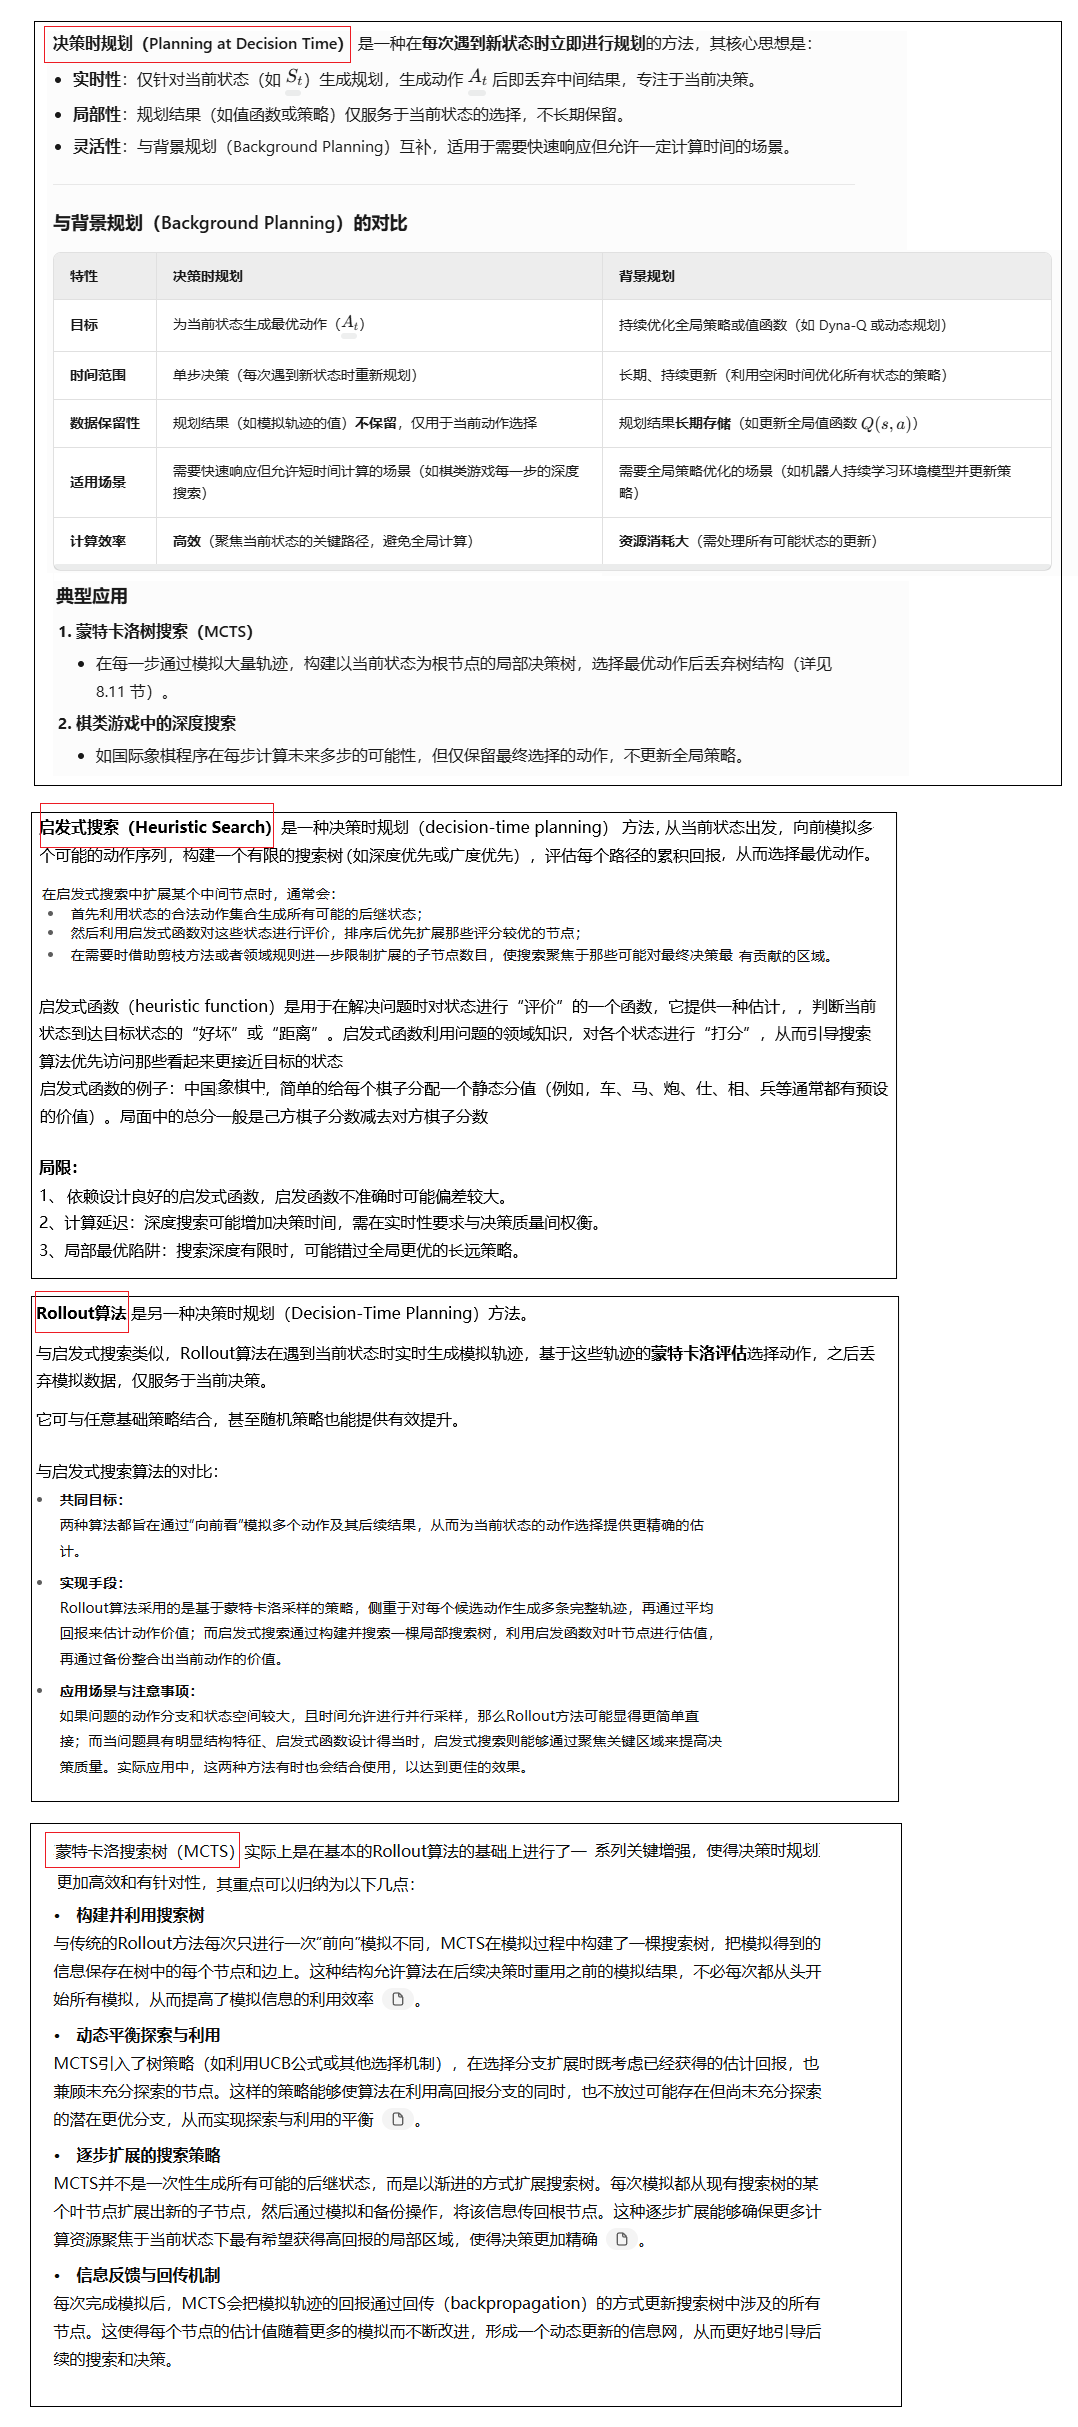 决策时规划（Planning at Decision Time） 是一种在每次遇到新状态时立即进行规划的方法，其核心思想是：
• 实时性：仅针对当前状态（如 S_t）生成规划，生成动作 A_t 后即丢弃中间结果，专注于当前决策。
• 局部性：规划结果（如值函数或策略）仅服务于当前状态的选择，不长期保留。
• 灵活性：与背景规划（Background Planning）互补，适用于需要快速响应但允许一定计算时间的场景。
与背景规划（Background Planning）的对比
特性 决策时规划 背景规划
目标 为当前状态生成最优动作（A_t） 持续优化全局策略或值函数（如 Dyna-Q 或动态规划）
时间范围 单步决策（每次遇到新状态时重新规划） 长期、持续更新（利用空闲时间优化所有状态的策略）
数据保留性 规划结果（如模拟轨迹的值）不保留，仅用于当前动作选择 规划结果长期存储（如更新全局值函数 Q(s, a)）
适用场景 需要快速响应但允许短时间计算的场景（如棋类游戏每一步的深度
搜索） 需要全局策略优化的场景（如机器人持续学习环境模型并更新策
略）
计算效率 高效（聚焦当前状态的关键路径，避免全局计算） 资源消耗大（需处理所有可能状态的更新）
典型应用
1. 蒙特卡洛树搜索（MCTS）
• 在每一步通过模拟大量轨迹，构建以当前状态为根节点的局部决策树，选择最优动作后丢弃树结构（详见
8.11 节）。
2. 棋类游戏中的深度搜索
• 如国际象棋程序在每步计算未来多步的可能性，但仅保留最终选择的动作，不更新全局策略。
启发式搜索（Heuristic Search） 是一种决策时规划（decision-time planning） 方法，从当前状态出发，向前模拟多
个可能的动作序列，构建一个有限的搜索树（如深度优先或广度优先），评估每个路径的累积回报，从而选择最优动作。
在启发式搜索中扩展某个中间节点时，通常会：
• 首先利用状态的合法动作集合生成所有可能的后继状态；
• 然后利用启发式函数对这些状态进行评价，排序后优先扩展那些评分较优的节点；
• 在需要时借助剪枝方法或者领域规则进一步限制扩展的子节点数目，使搜索聚焦于那些可能对最终决策最 有贡献的区域。
启发式函数（heuristic function）是用于在解决问题时对状态进行“评价”的一个函数，它提供一种估计，，判断当前
状态到达目标状态的“好坏”或“距离”。启发式函数利用问题的领域知识，对各个状态进行“打分”，从而引导搜索
算法优先访问那些看起来更接近目标的状态
启发式函数的例子：中国象棋中，简单的给每个棋子分配一个静态分值（例如，车、马、炮、仕、相、兵等通常都有预设
的价值）。局面中的总分一般是己方棋子分数减去对方棋子分数
局限：
1、 依赖设计良好的启发式函数，启发函数不准确时可能偏差较大。
2、计算延迟：深度搜索可能增加决策时间，需在实时性要求与决策质量间权衡。
3、局部最优陷阱：搜索深度有限时，可能错过全局更优的长远策略。
Rollout算法 是另一种决策时规划（Decision-Time Planning）方法。
与启发式搜索类似，Rollout算法在遇到当前状态时实时生成模拟轨迹，基于这些轨迹的蒙特卡洛评估选择动作，之后丢
弃模拟数据，仅服务于当前决策。
它可与任意基础策略结合，甚至随机策略也能提供有效提升。
与启发式搜索算法的对比：
• 共同目标：
两种算法都旨在通过“向前看”模拟多个动作及其后续结果，从而为当前状态的动作选择提供更精确的估
计。
• 实现手段：
Rollout算法采用的是基于蒙特卡洛采样的策略，侧重于对每个候选动作生成多条完整轨迹，再通过平均
回报来估计动作价值；而启发式搜索通过构建并搜索一棵局部搜索树，利用启发函数对叶节点进行估值，
再通过备份整合出当前动作的价值。
• 应用场景与注意事项：
如果问题的动作分支和状态空间较大，且时间允许进行并行采样，那么Rollout方法可能显得更简单直
接；而当问题具有明显结构特征、启发式函数设计得当时，启发式搜索则能够通过聚焦关键区域来提高决
策质量。实际应用中，这两种方法有时也会结合使用，以达到更佳的效果。
蒙特卡洛搜索树（MCTS） 实际上是在基本的Rollout算法的基础上进行了一 系列关键增强，使得决策时规划
更加高效和有针对性，其重点可以归纳为以下几点：
• 构建并利用搜索树
与传统的Rollout方法每次只进行一次“前向”模拟不同，MCTS在模拟过程中构建了一棵搜索树，把模拟得到的
信息保存在树中的每个节点和边上。这种结构允许算法在后续决策时重用之前的模拟结果，不必每次都从头开
始所有模拟，从而提高了模拟信息的利用效率 。
• 动态平衡探索与利用
MCTS引入了树策略（如利用UCB公式或其他选择机制），在选择分支扩展时既考虑已经获得的估计回报，也
兼顾未充分探索的节点。这样的策略能够使算法在利用高回报分支的同时，也不放过可能存在但尚未充分探索
的潜在更优分支，从而实现探索与利用的平衡 。
• 逐步扩展的搜索策略
MCTS并不是一次性生成所有可能的后继状态，而是以渐进的方式扩展搜索树。每次模拟都从现有搜索树的某
个叶节点扩展出新的子节点，然后通过模拟和备份操作，将该信息传回根节点。这种逐步扩展能够确保更多计
算资源聚焦于当前状态下最有希望获得高回报的局部区域，使得决策更加精确 。
• 信息反馈与回传机制
每次完成模拟后，MCTS会把模拟轨迹的回报通过回传（backpropagation）的方式更新搜索树中涉及的所有
节点。这使得每个节点的估计值随着更多的模拟而不断改进，形成一个动态更新的信息网，从而更好地引导后
续的搜索和决策。